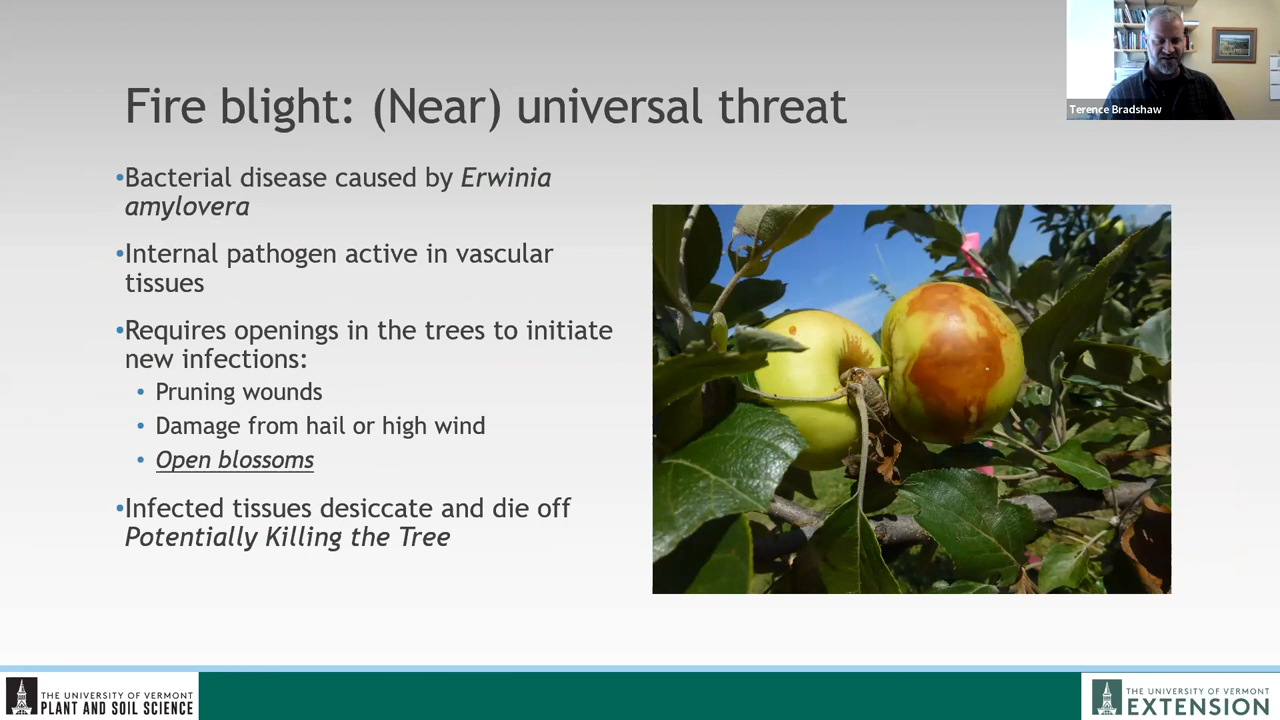 Terence Bradshaw
Fire blight: (Near) universal threat
•Bacterial disease caused by Erwinia
amylovera
•Internal pathogen active in vascular
tissues
•Requires openings in the trees to initiate
new infections:
• Pruning wounds
• Damage from hail or high wind
• Open blossoms
•Infected tissues desiccate and die off
Potentially Killing the Tree
THE UNIVERSITY OF VERMONT
PLANT AND SOIL SCIENCE
THE UNIVERSITY OF VERMONT
EXTENSION